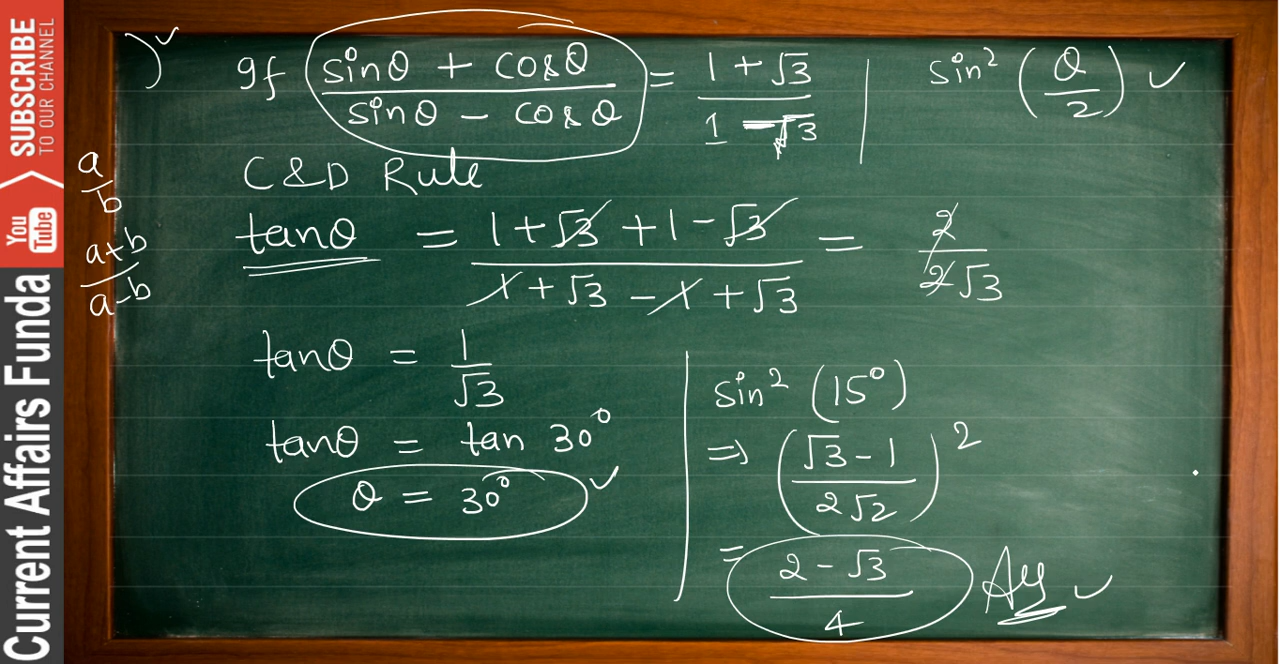 SUBSCRIBE
TO OUR CHANNEL
You Tube
Current Affairs Funda
) ✓ If (sinθ + cosθ)/(sinθ − cosθ) = (1 + √3)/(1 − √3) | sin² (θ/2) ✓
C&D Rule
a/b
(a+b)/(a-b)
tanθ = (1+√3 +1−√3)/(1+√3 −1+√3) = 2/2√3
tanθ = 1/√3
tanθ = tan 30°
θ = 30° ✓
sin² (15°)
⇒ ((√3−1)/(2√2))²
= (2−√3)/4 Ans ✓